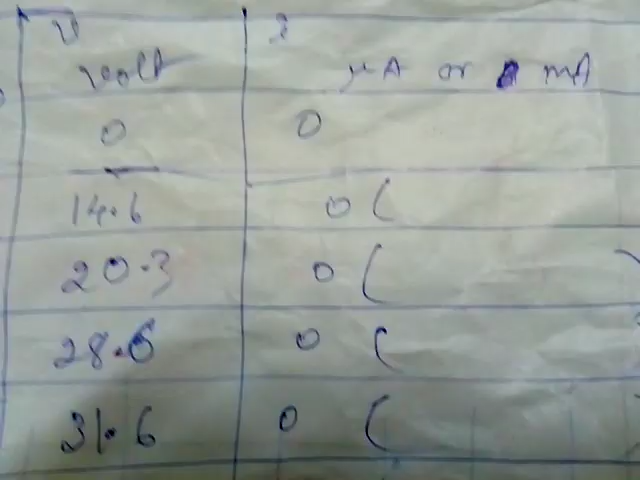 V I
volt μA or mA
0 0
14.6 0 (
20.3 0 (
28.6 0 (
31.6 0 (